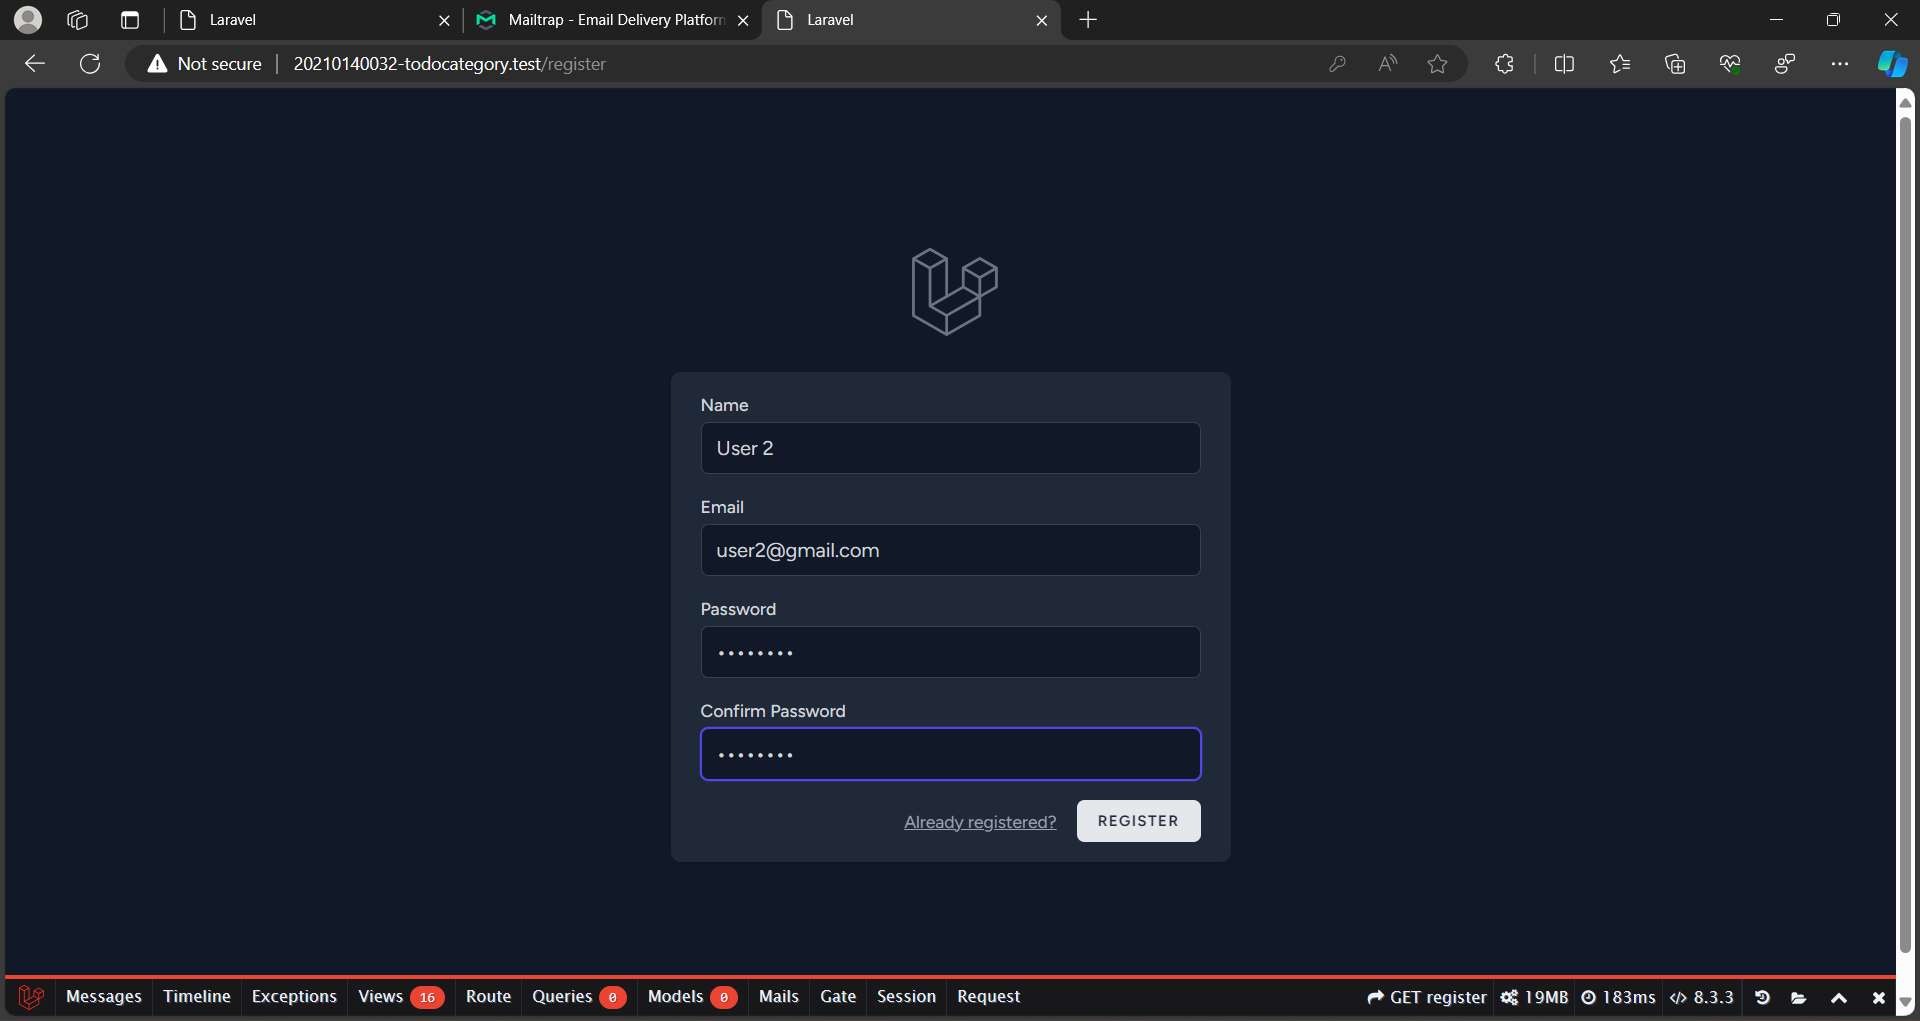 Laravel
Mailtrap - Email Delivery Platform
Laravel
Not secure
20210140032-todocategory.test/register
Name
User 2
Email
user2@gmail.com
Password
••••••••
Confirm Password
••••••••
Already registered?
REGISTER
Messages Timeline Exceptions Views 16 Route Queries 0 Models 0 Mails Gate Session Request GET register 19MB 183ms 8.3.3